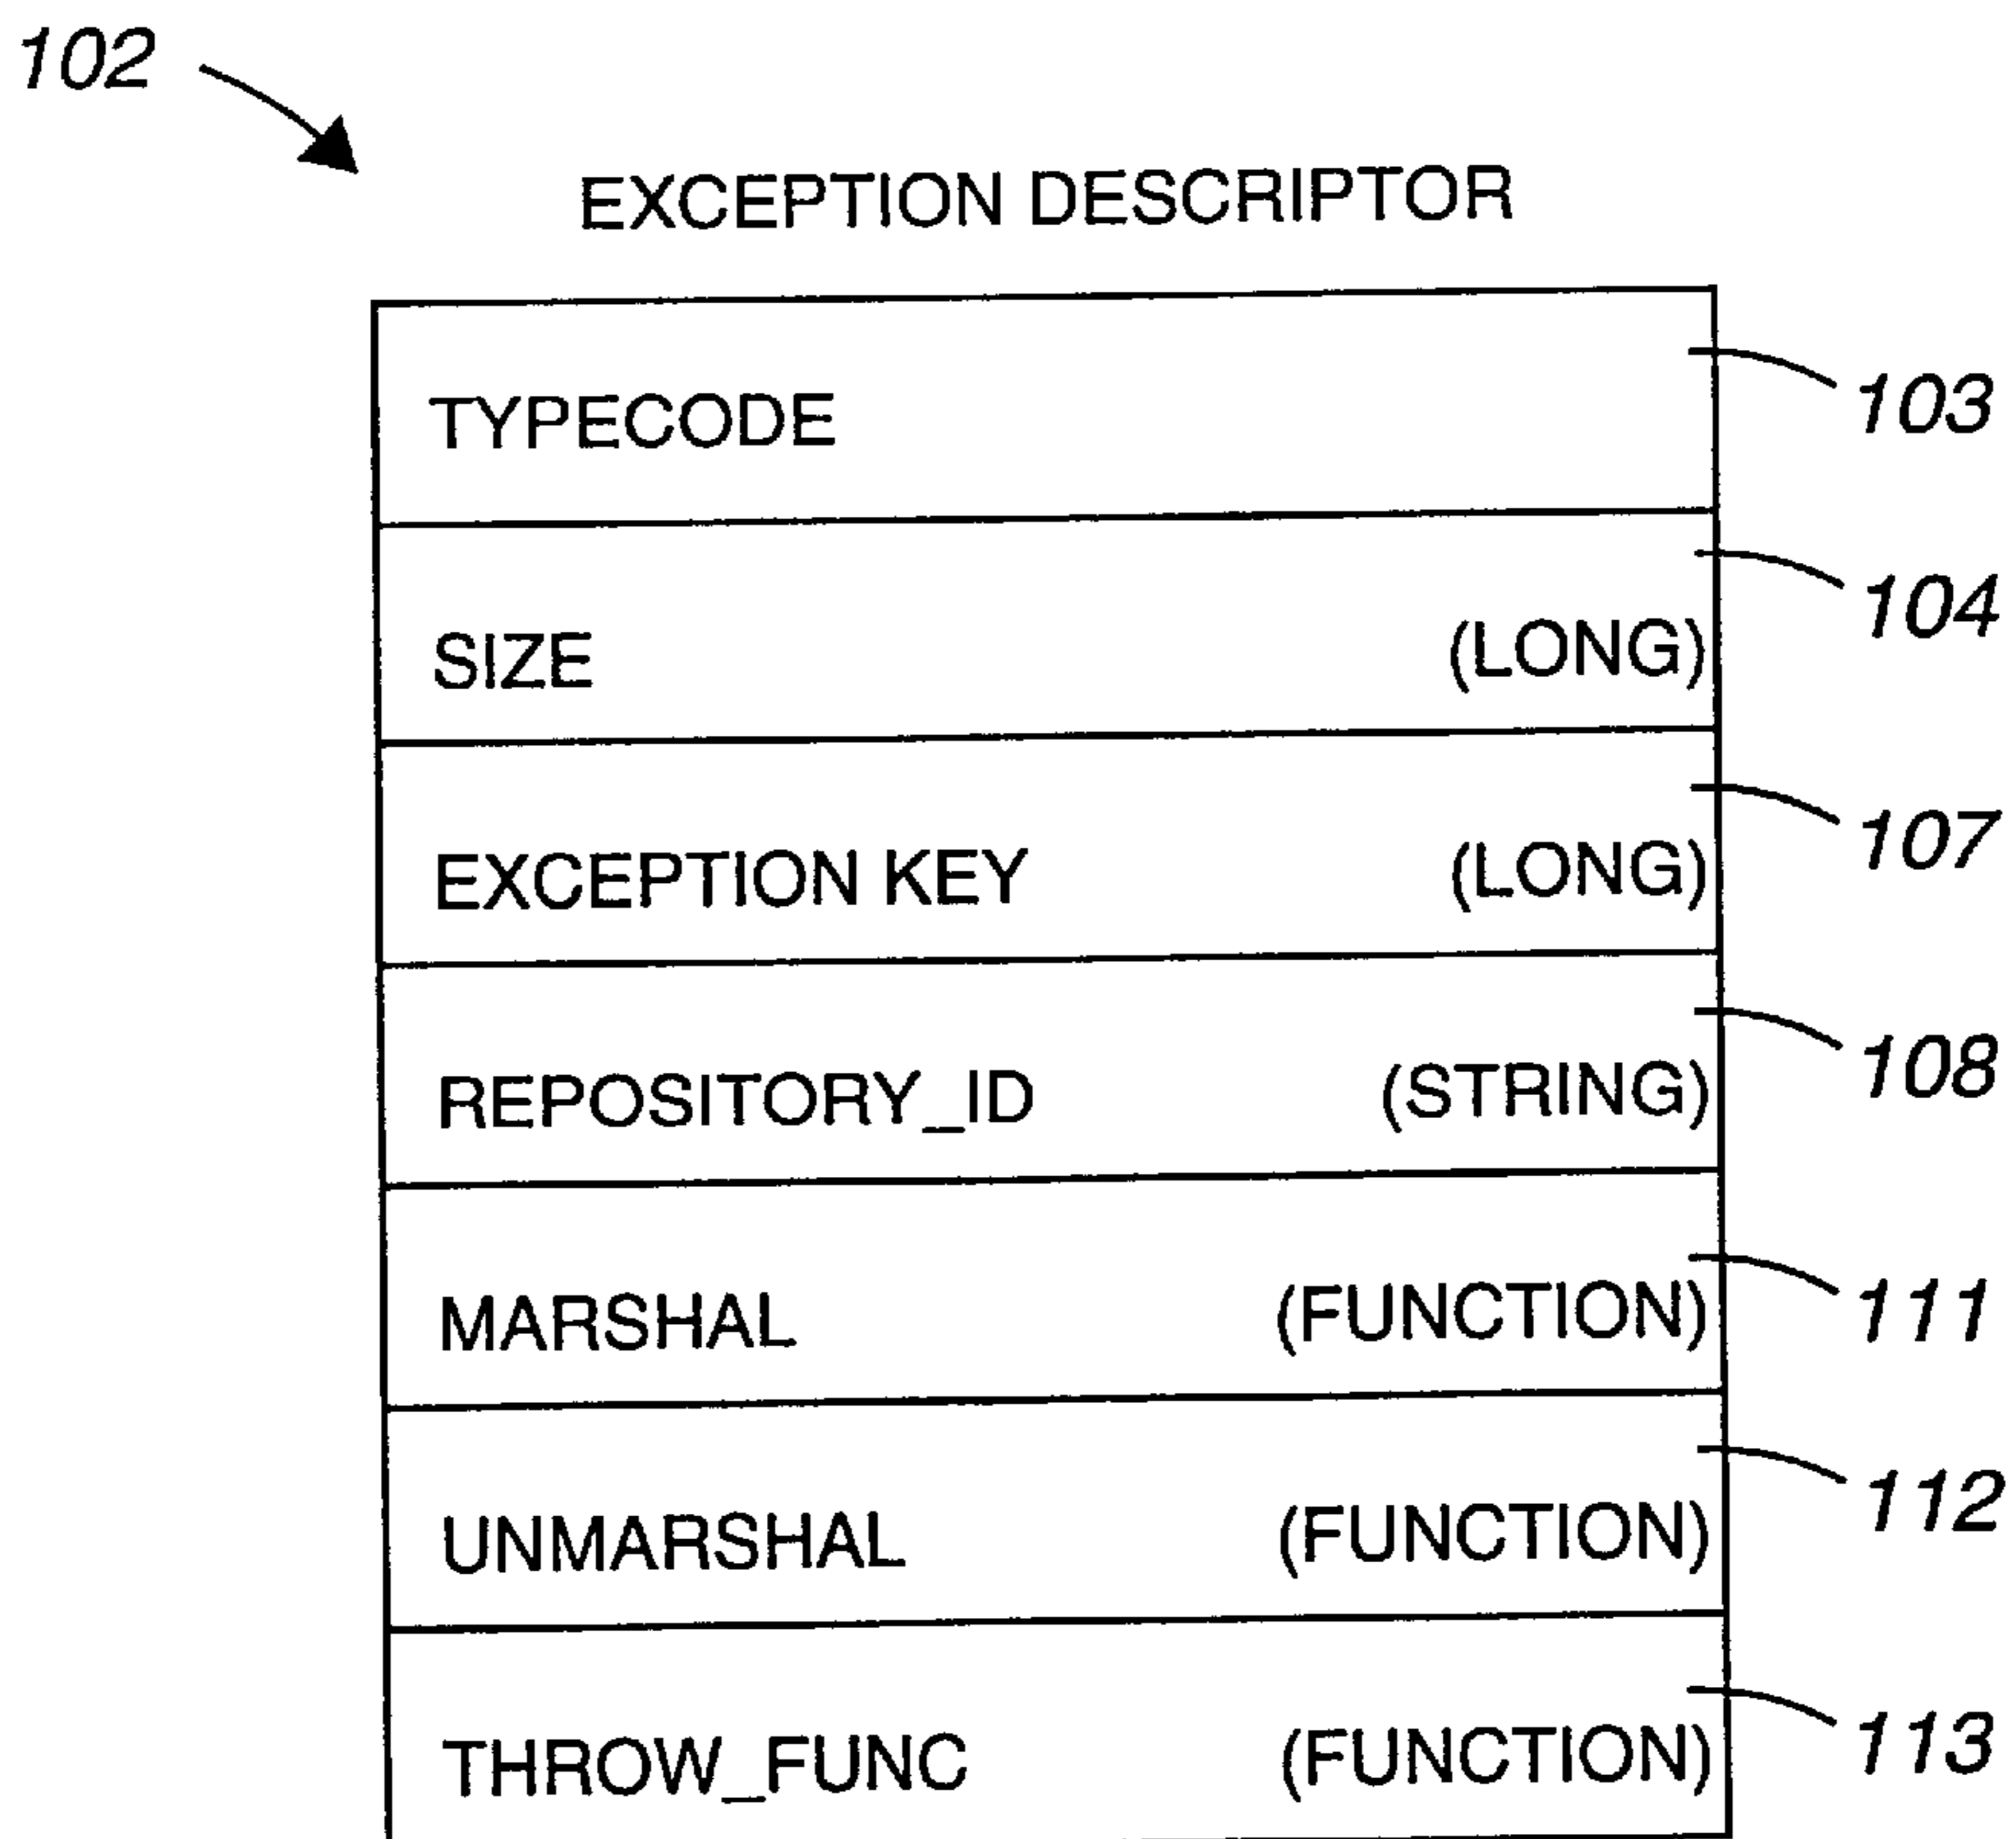 102
EXCEPTION DESCRIPTOR
TYPECODE 103
SIZE (LONG) 104
EXCEPTION KEY (LONG) 107
REPOSITORY_ID (STRING) 108
MARSHAL (FUNCTION) 111
UNMARSHAL (FUNCTION) 112
THROW_FUNC (FUNCTION) 113